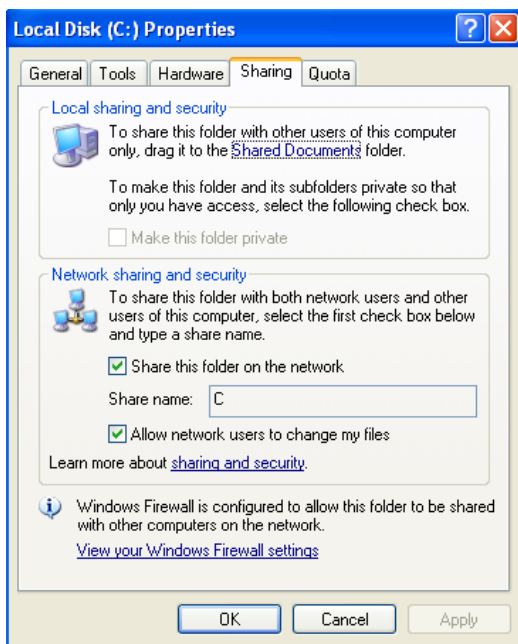 Local Disk (C:) Properties
General Tools Hardware Sharing Quota
Local sharing and security
To share this folder with other users of this computer
only, drag it to the Shared Documents folder.
To make this folder and its subfolders private so that
only you have access, select the following check box.
Make this folder private
Network sharing and security
To share this folder with both network users and other
users of this computer, select the first check box below
and type a share name.
Share this folder on the network
Share name: C
Allow network users to change my files
Learn more about sharing and security.
Windows Firewall is configured to allow this folder to be shared
with other computers on the network.
View your Windows Firewall settings
OK Cancel Apply